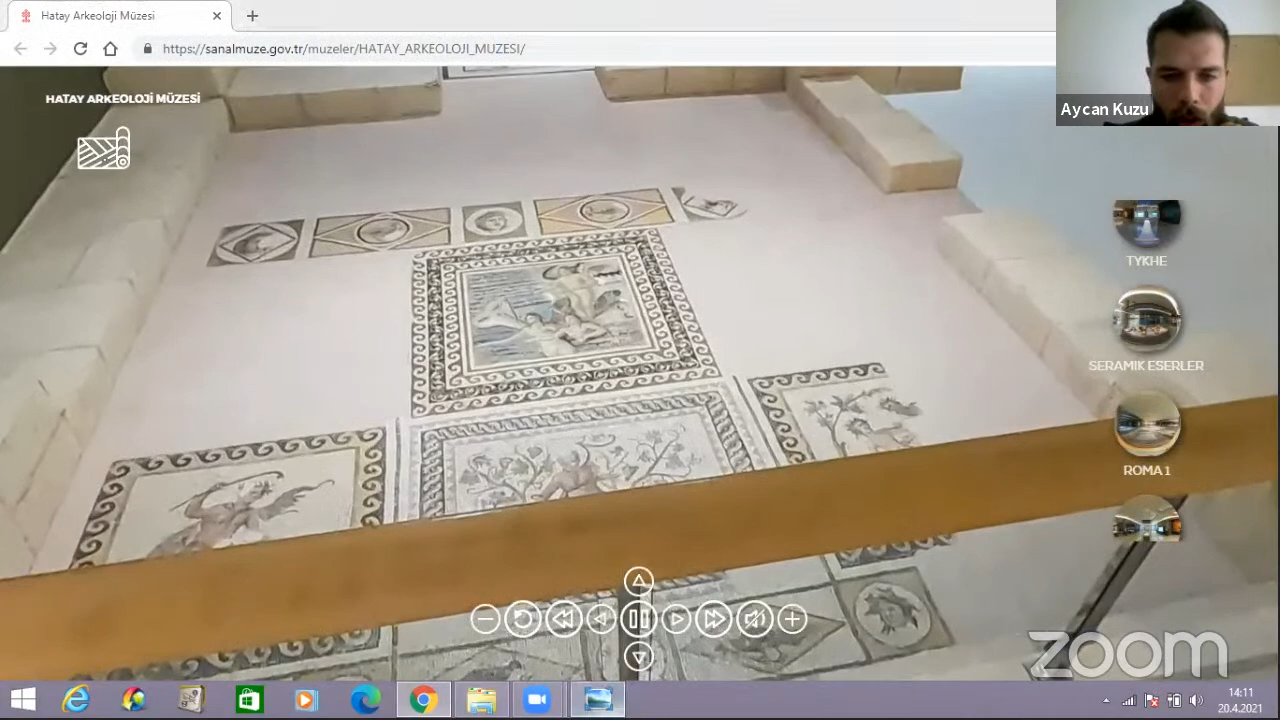 Hatay Arkeoloji Müzesi
https://sanalmuze.gov.tr/muzeler/HATAY_ARKEOLOJI_MUZESI/
HATAY ARKEOLOJİ MÜZESİ
Aycan Kuzu
TYKHE
SERAMIK ESERLER
ROMA 1
zoom
14:11
20.4.2021